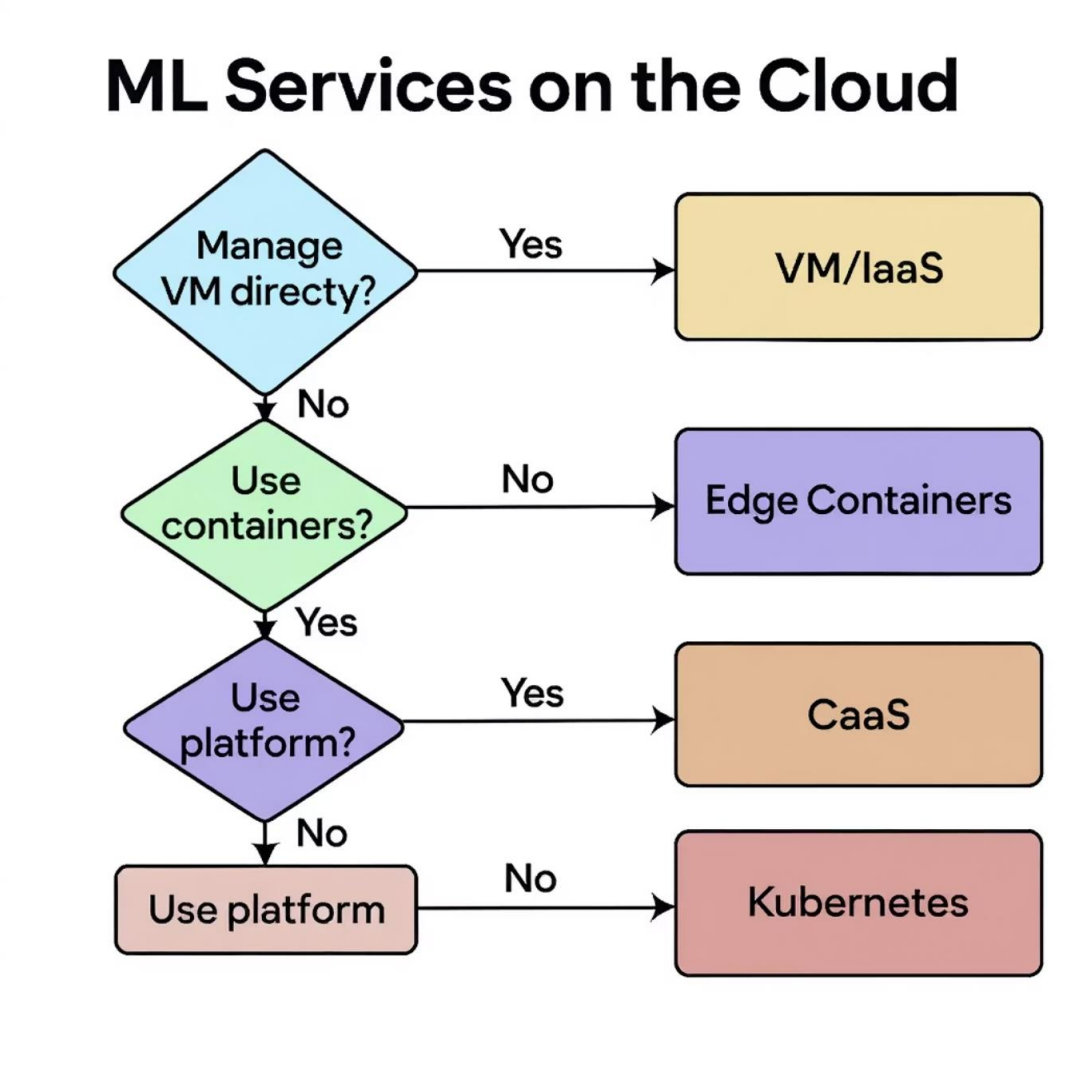 ML Services on the Cloud
Manage
VM directy?
Yes
VM/IaaS
No
Use
containers?
No
Edge Containers
Yes
Use
platform?
Yes
CaaS
No
Use platform
No
Kubernetes